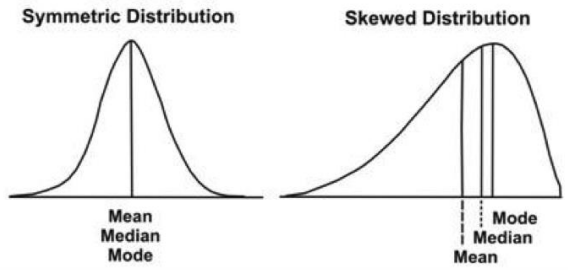 Symmetric Distribution
Skewed Distribution
Mean
Median
Mode
Mode
Median
Mean